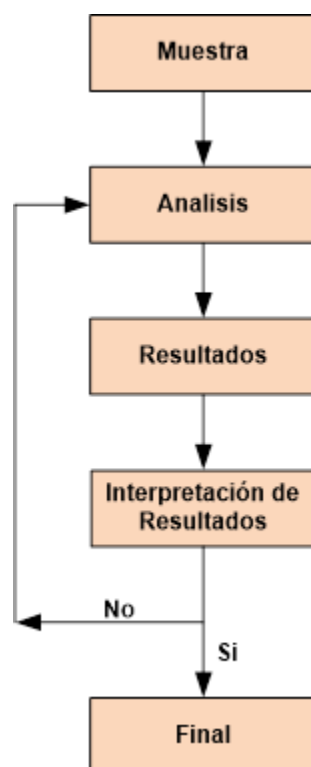 Muestra
Analisis
Resultados
Interpretación de
Resultados
No
Si
Final